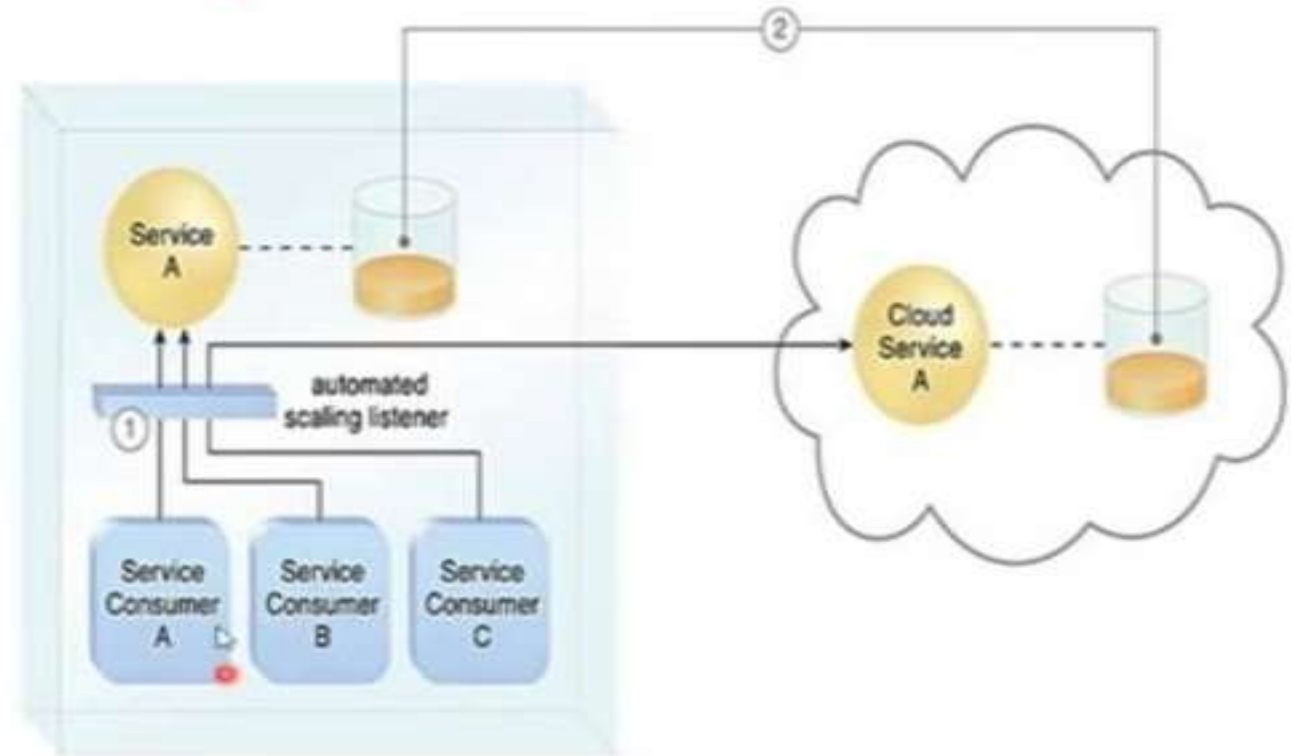 2
Service
A
Cloud
Service
A
automated
scaling listener
1
Service
Consumer
A
Service
Consumer
B
Service
Consumer
C